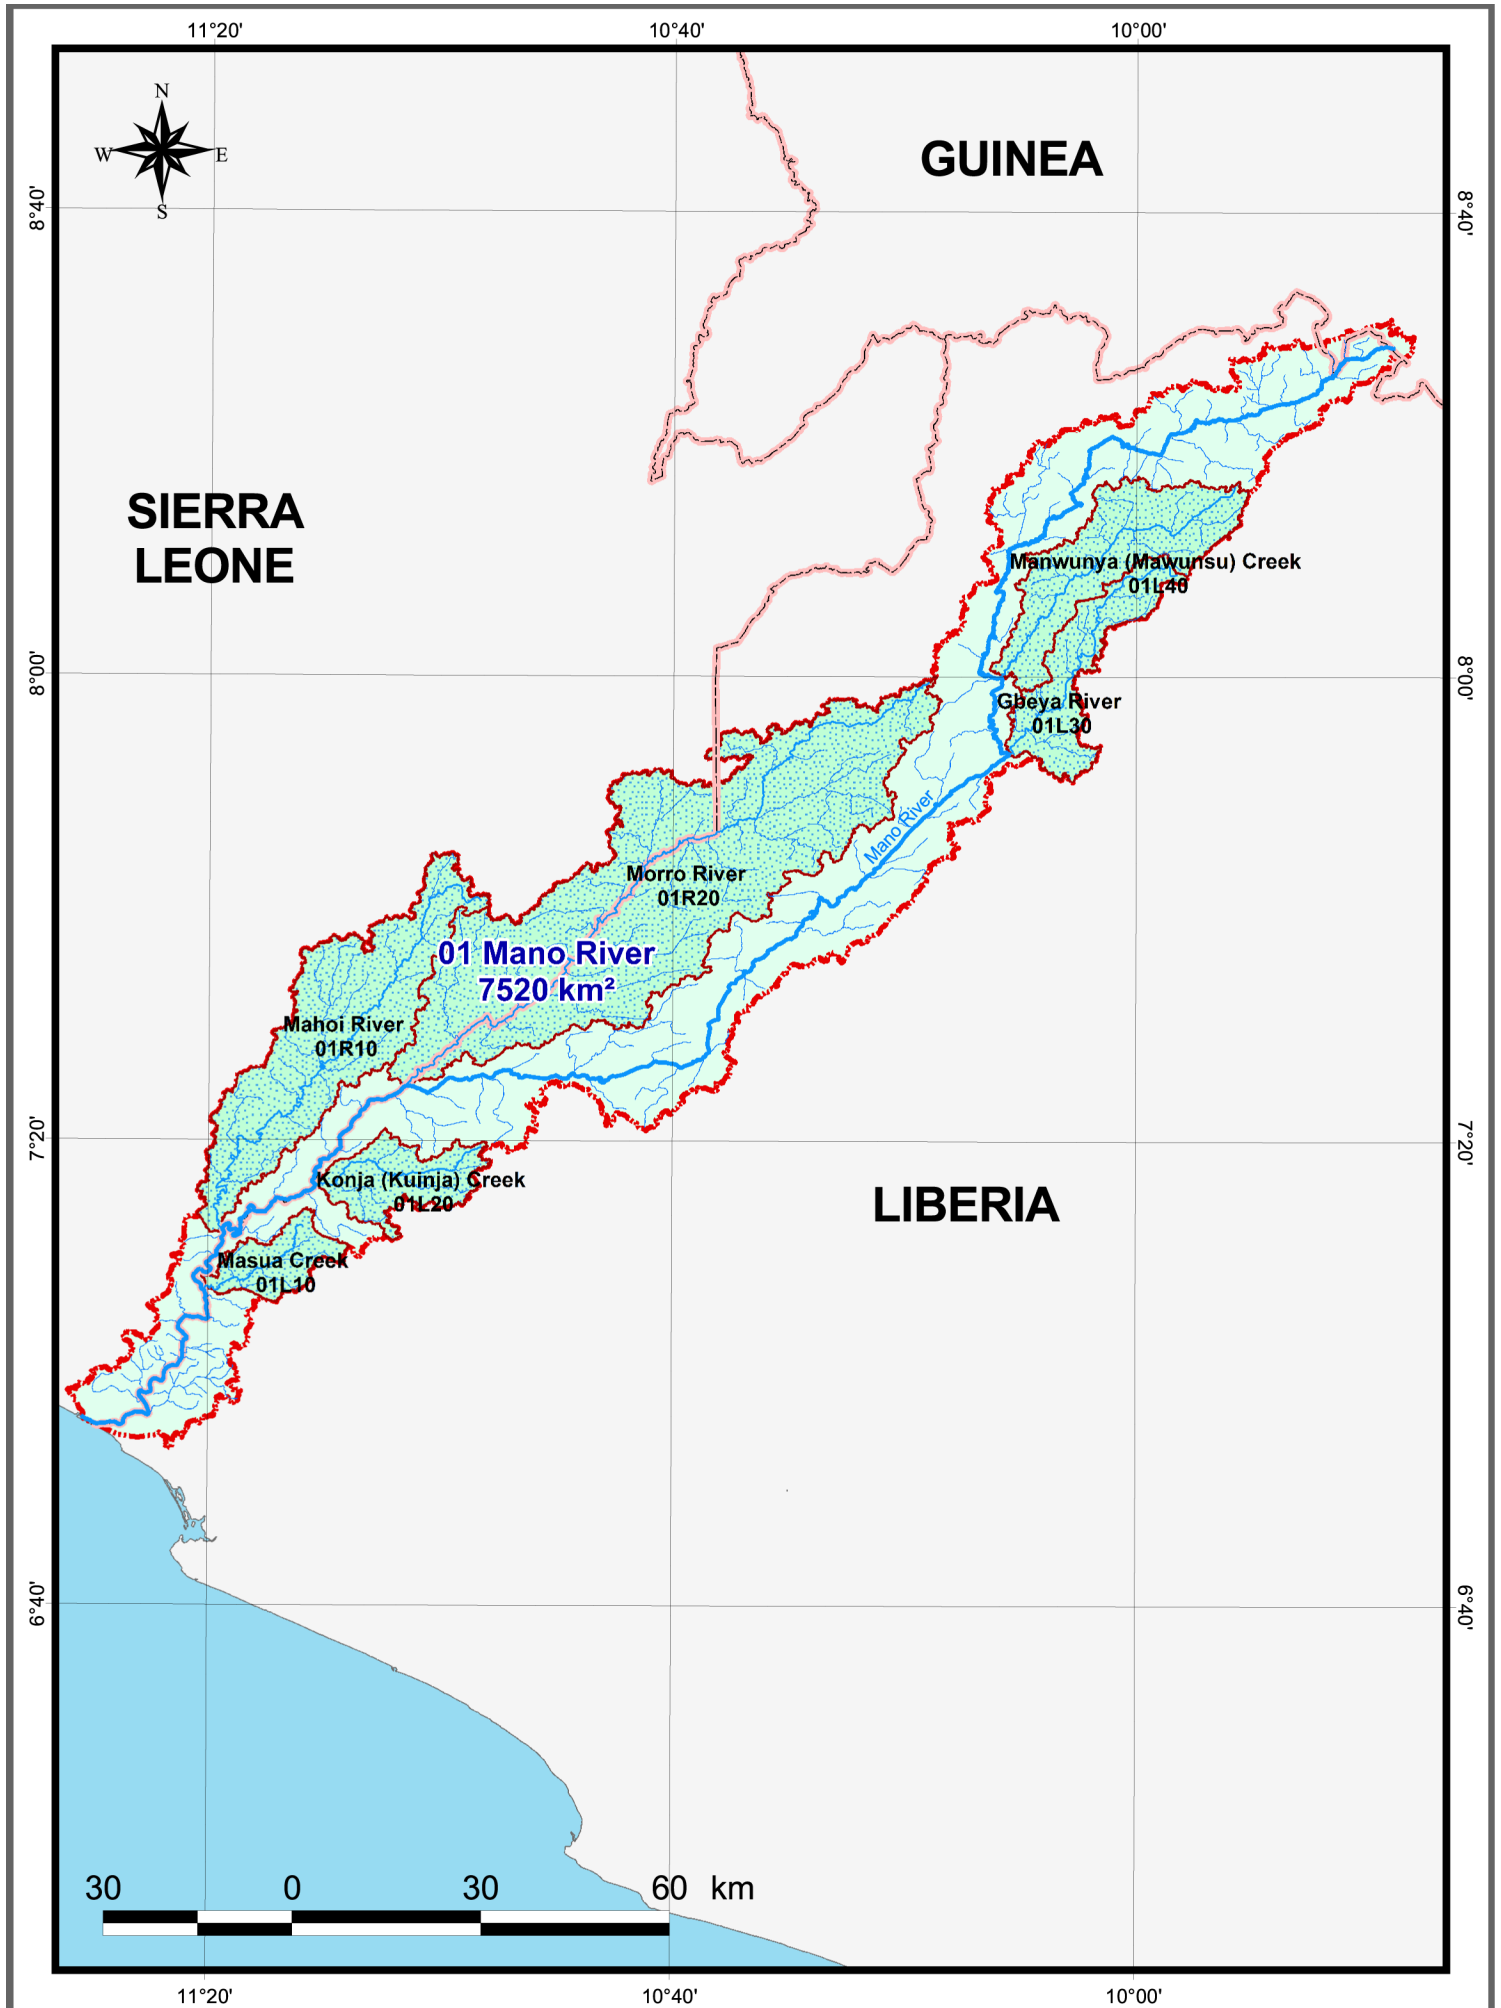 11°20'
10°40'
10°00'
N
W
E
S
GUINEA
8°40'
8°40'
SIERRA
LEONE
Manwunya (Mawunsu) Creek
01L40
8°00'
8°00'
Gbeya River
01L30
Mano River
Morro River
01R20
01 Mano River
7520 km²
Mahoi River
01R10
7°20'
7°20'
Konja (Kuinja) Creek
01L20
LIBERIA
Masua Creek
01L10
6°40'
6°40'
30 0 30 60 km
11°20'
10°40'
10°00'